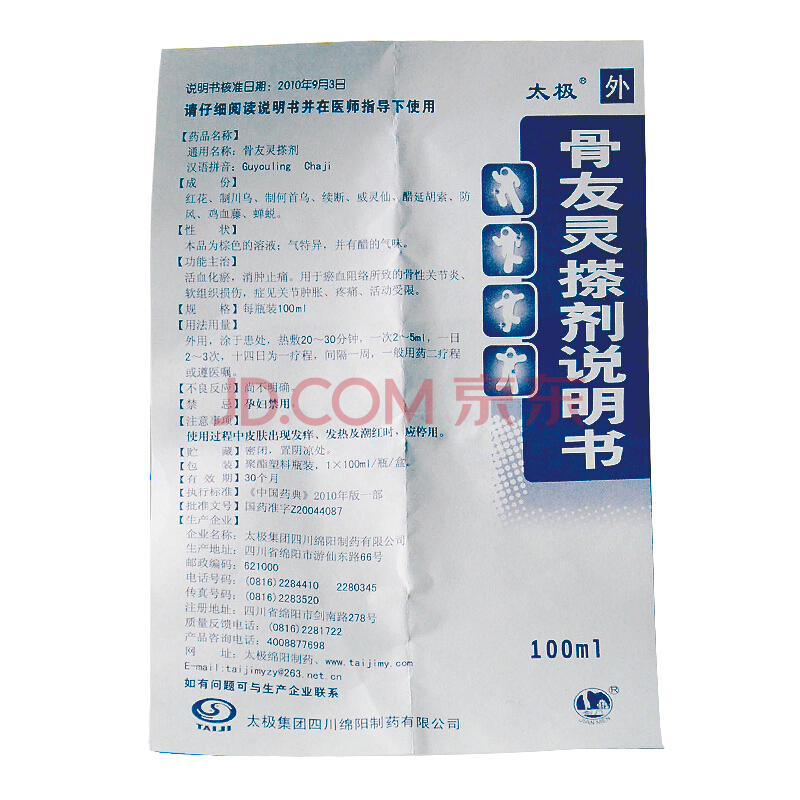 说明书核准日期：2010年9月3日
请仔细阅读说明书并在医师指导下使用
【药品名称】
通用名称：骨友灵搽剂
汉语拼音：Guyouling Chaji
【成 份】
红花、制川乌、制何首乌、续断、威灵仙、醋延胡索、防
风、鸡血藤、蝉蜕。
【性 状】
本品为棕色的溶液；气特异，并有醋的气味。
【功能主治】
活血化瘀，消肿止痛。用于瘀血阻络所致的骨性关节炎、
软组织损伤，症见关节肿胀、疼痛、活动受限。
【规 格】每瓶装100ml
【用法用量】
外用，涂于患处，热敷20～30分钟，一次2～5ml，一日
2～3次，十四日为一疗程，间隔一周，一般用药二疗程
或遵医嘱。
【不良反应】尚不明确。
【禁 忌】孕妇禁用
【注意事项】
使用过程中皮肤出现发痒、发热及潮红时，应停用。
【贮 藏】密闭，置阴凉处。
【包 装】聚酯塑料瓶装，1×100ml/瓶/盒。
【有 效 期】30个月
【执行标准】《中国药典》2010年版一部
【批准文号】国药准字Z20044087
【生产企业】
企业名称：太极集团四川绵阳制药有限公司
生产地址：四川省绵阳市游仙东路66号
邮政编码：621000
电话号码：(0816)2284410 2280345
传真号码：(0816)2283520
注册地址：四川省绵阳市剑南路278号
质量反馈电话：(0816)2281722
产品咨询电话：4008877698
网 址：太极绵阳制药、www.taijimy.com
E-mail:taijimyzy@263.net.cn
如有问题可与生产企业联系
TAIJI
太极集团四川绵阳制药有限公司
太极®
外
骨友灵搽剂说明书
100ml
JIAN MEN
®
JD.COM 京东